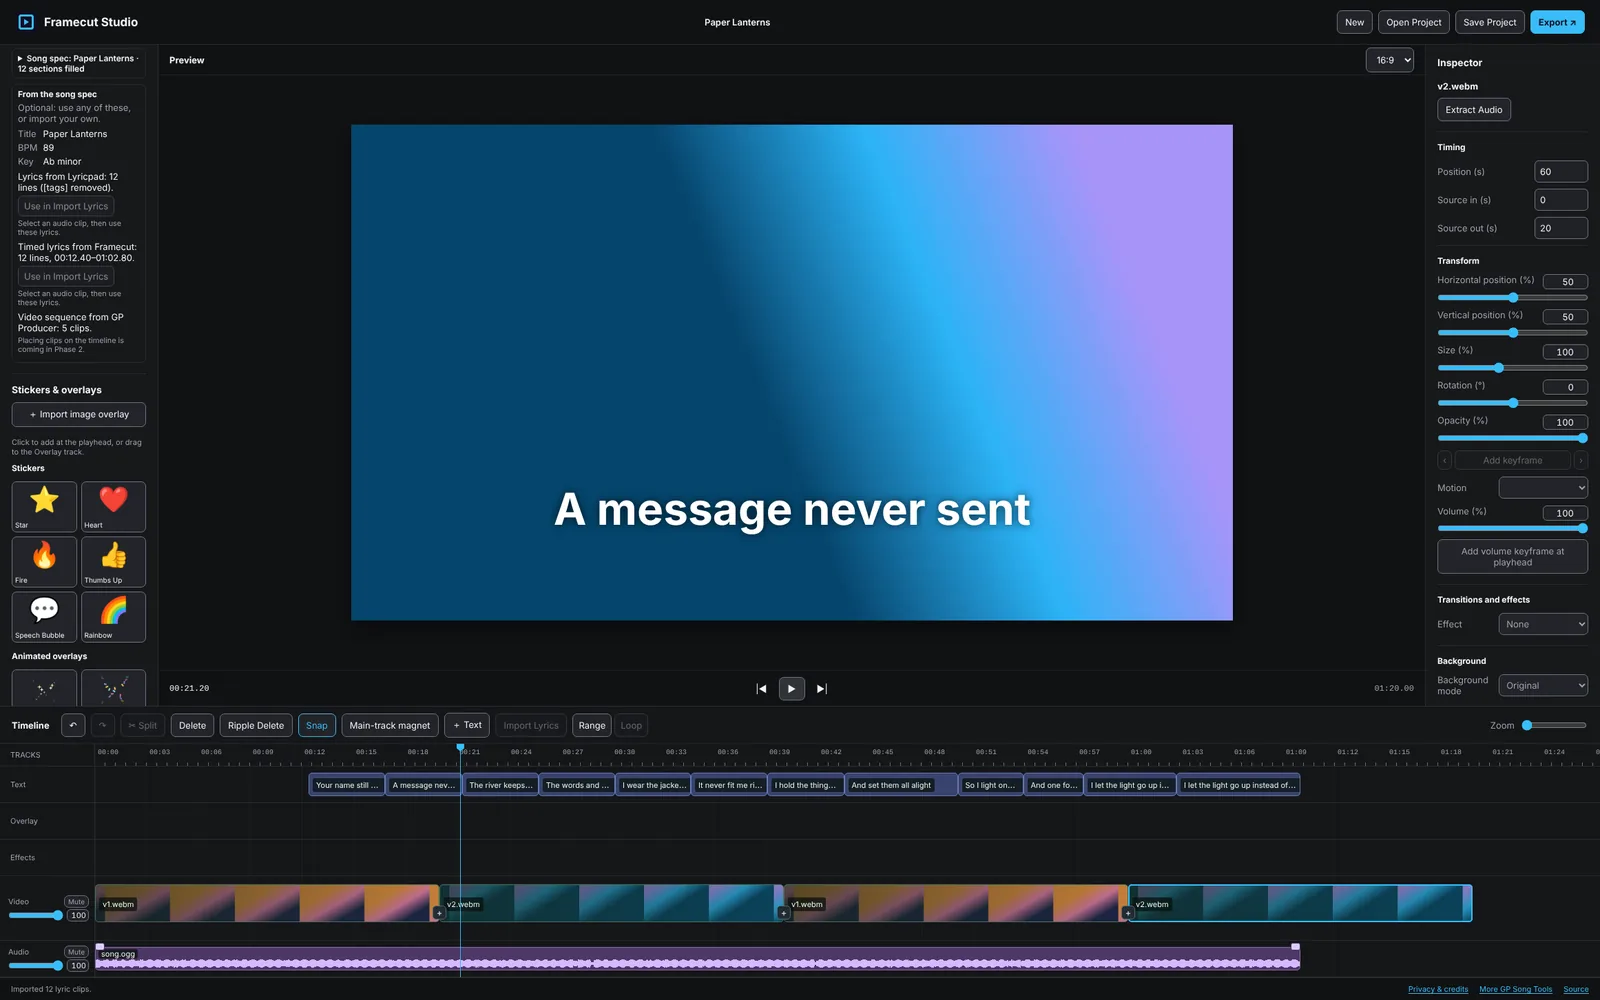 Framecut Studio
Paper Lanterns
New
Open Project
Save Project
Export ↗
▶ Song spec: Paper Lanterns ·
12 sections filled
From the song spec
Optional: use any of these,
or import your own.
Title Paper Lanterns
BPM 89
Key Ab minor
Lyrics from Lyricpad: 12
lines ([tags] removed).
Use in Import Lyrics
Select an audio clip, then use
these lyrics.
Timed lyrics from Framecut:
12 lines, 00:12.40–01:02.80.
Use in Import Lyrics
Select an audio clip, then use
these lyrics.
Video sequence from GP
Producer: 5 clips.
Placing clips on the timeline is
coming in Phase 2.
Stickers & overlays
+ Import image overlay
Click to add at the playhead, or drag
to the Overlay track.
Stickers
Star
Heart
Fire
Thumbs Up
Speech Bubble
Rainbow
Animated overlays
Preview
16:9
A message never sent
00:21.20
01:20.00
Inspector
v2.webm
Extract Audio
Timing
Position (s) 60
Source in (s) 0
Source out (s) 20
Transform
Horizontal position (%) 50
Vertical position (%) 50
Size (%) 100
Rotation (°) 0
Opacity (%) 100
‹ Add keyframe ›
Motion
Volume (%) 100
Add volume keyframe at
playhead
Transitions and effects
Effect None
Background
Background
mode
Original
Timeline
Split
Delete
Ripple Delete
Snap
Main-track magnet
+ Text
Import Lyrics
Range
Loop
Zoom
TRACKS
00:00 00:03 00:06 00:09 00:12 00:15 00:18 00:21 00:24 00:27 00:30 00:33 00:36 00:39 00:42 00:45 00:48 00:51 00:54 00:57 01:00 01:03 01:06 01:09 01:12 01:15 01:18 01:21 01:24
Text
Your name still ...
A message nev...
The river keeps...
The words and ...
I wear the jacke...
It never fit me ri...
I hold the thing...
And set them all alight
So I light on...
And one fo...
I let the light go up i...
I let the light go up instead of...
Overlay
Effects
Video
Mute
100
v1.webm
+
v2.webm
+
v1.webm
+
v2.webm
Audio
Mute
100
song.ogg
Imported 12 lyric clips.
Privacy & credits
More GP Song Tools
Source